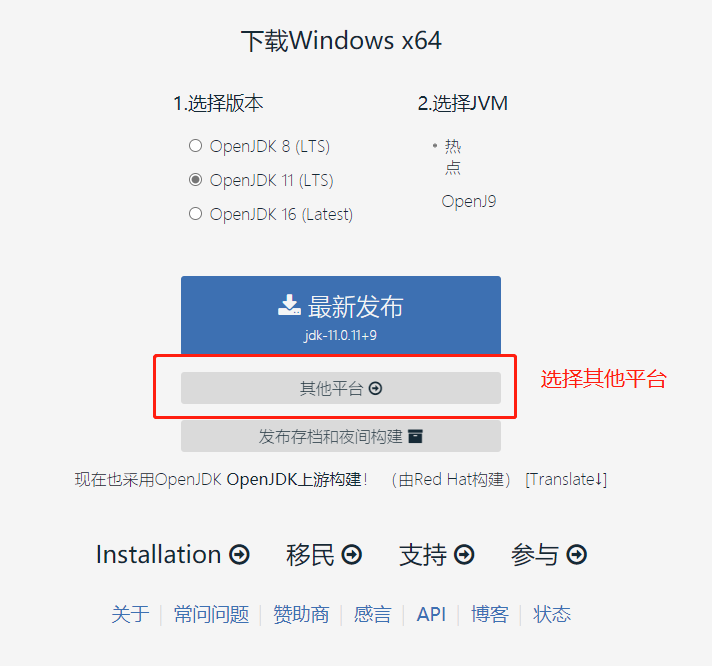 下载Windows x64
1.选择版本
2.选择JVM
OpenJDK 8 (LTS)
OpenJDK 11 (LTS)
OpenJDK 16 (Latest)
热
点
OpenJ9
最新发布
jdk-11.0.11+9
其他平台
选择其他平台
发布存档和夜间构建
现在也采用OpenJDK OpenJDK上游构建！（由Red Hat构建） [Translate↓]
Installation 移民 支持 参与
关于 | 常问问题 | 赞助商 | 感言 | API | 博客 | 状态